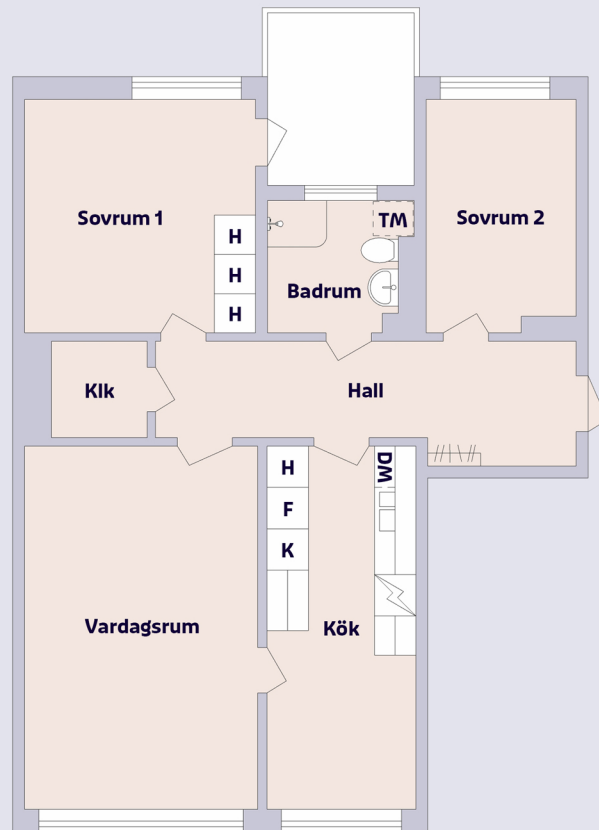 Sovrum 1
H
H
H
TM
Badrum
Sovrum 2
Klk
Hall
H
F
K
DM
Vardagsrum
Kök